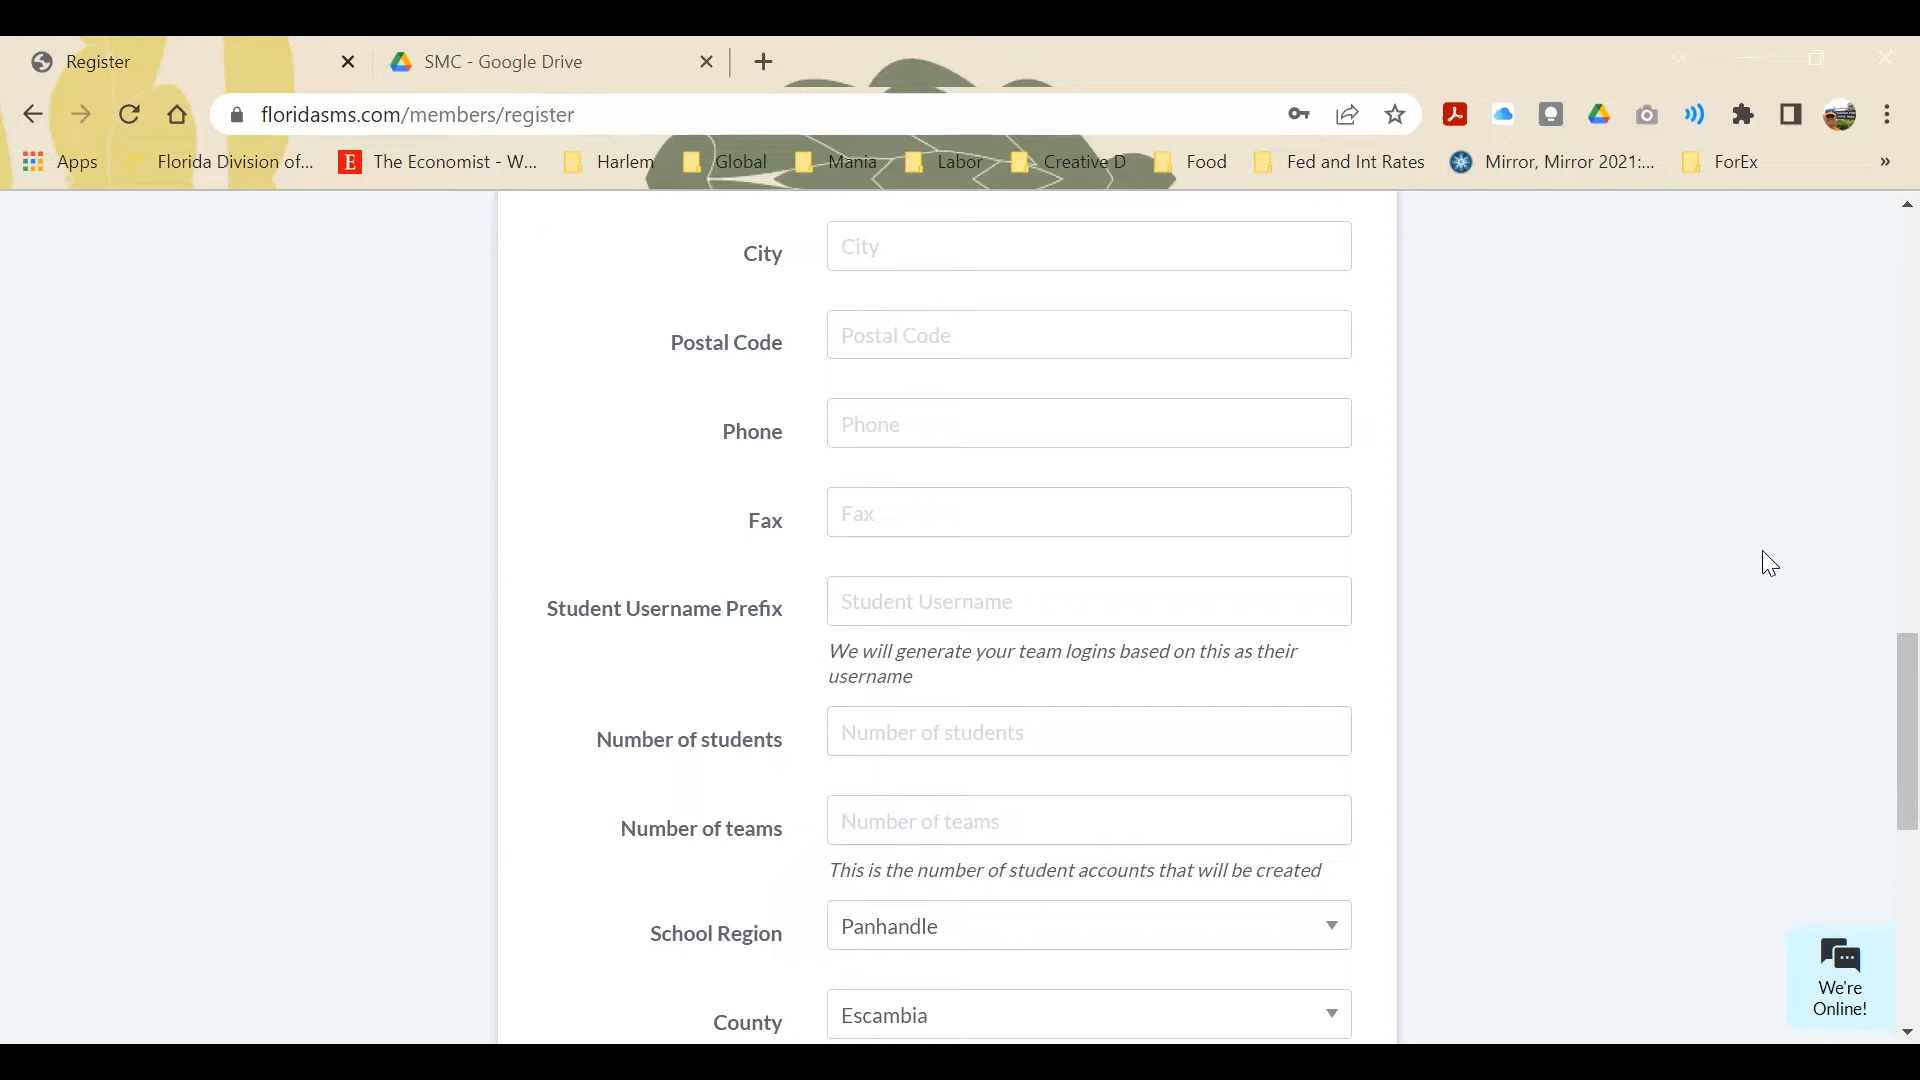 Register
SMC - Google Drive
floridasms.com/members/register
Apps
Florida Division of...
The Economist - W...
Harlem
Global
Mania
Labor
Creative D
Food
Fed and Int Rates
Mirror, Mirror 2021:...
ForEx
»
City
City
Postal Code
Postal Code
Phone
Phone
Fax
Fax
Student Username Prefix
Student Username
We will generate your team logins based on this as their
username
Number of students
Number of students
Number of teams
Number of teams
This is the number of student accounts that will be created
School Region
Panhandle
County
Escambia
We're
Online!